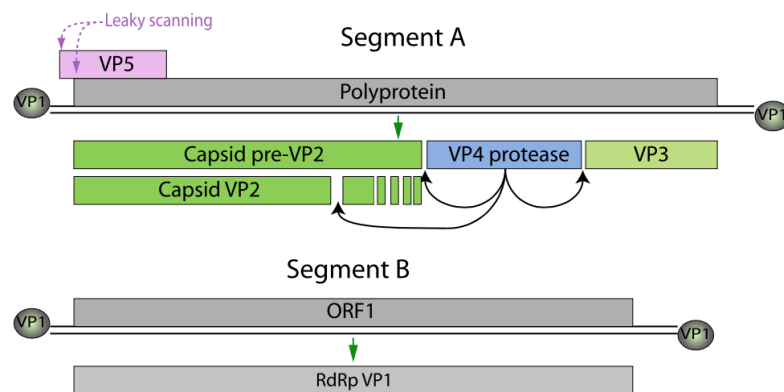 Leaky scanning
Segment A
VP5
Polyprotein
VP1
VP1
Capsid pre-VP2
VP4 protease
VP3
Capsid VP2
Segment B
ORF1
VP1
VP1
RdRp VP1